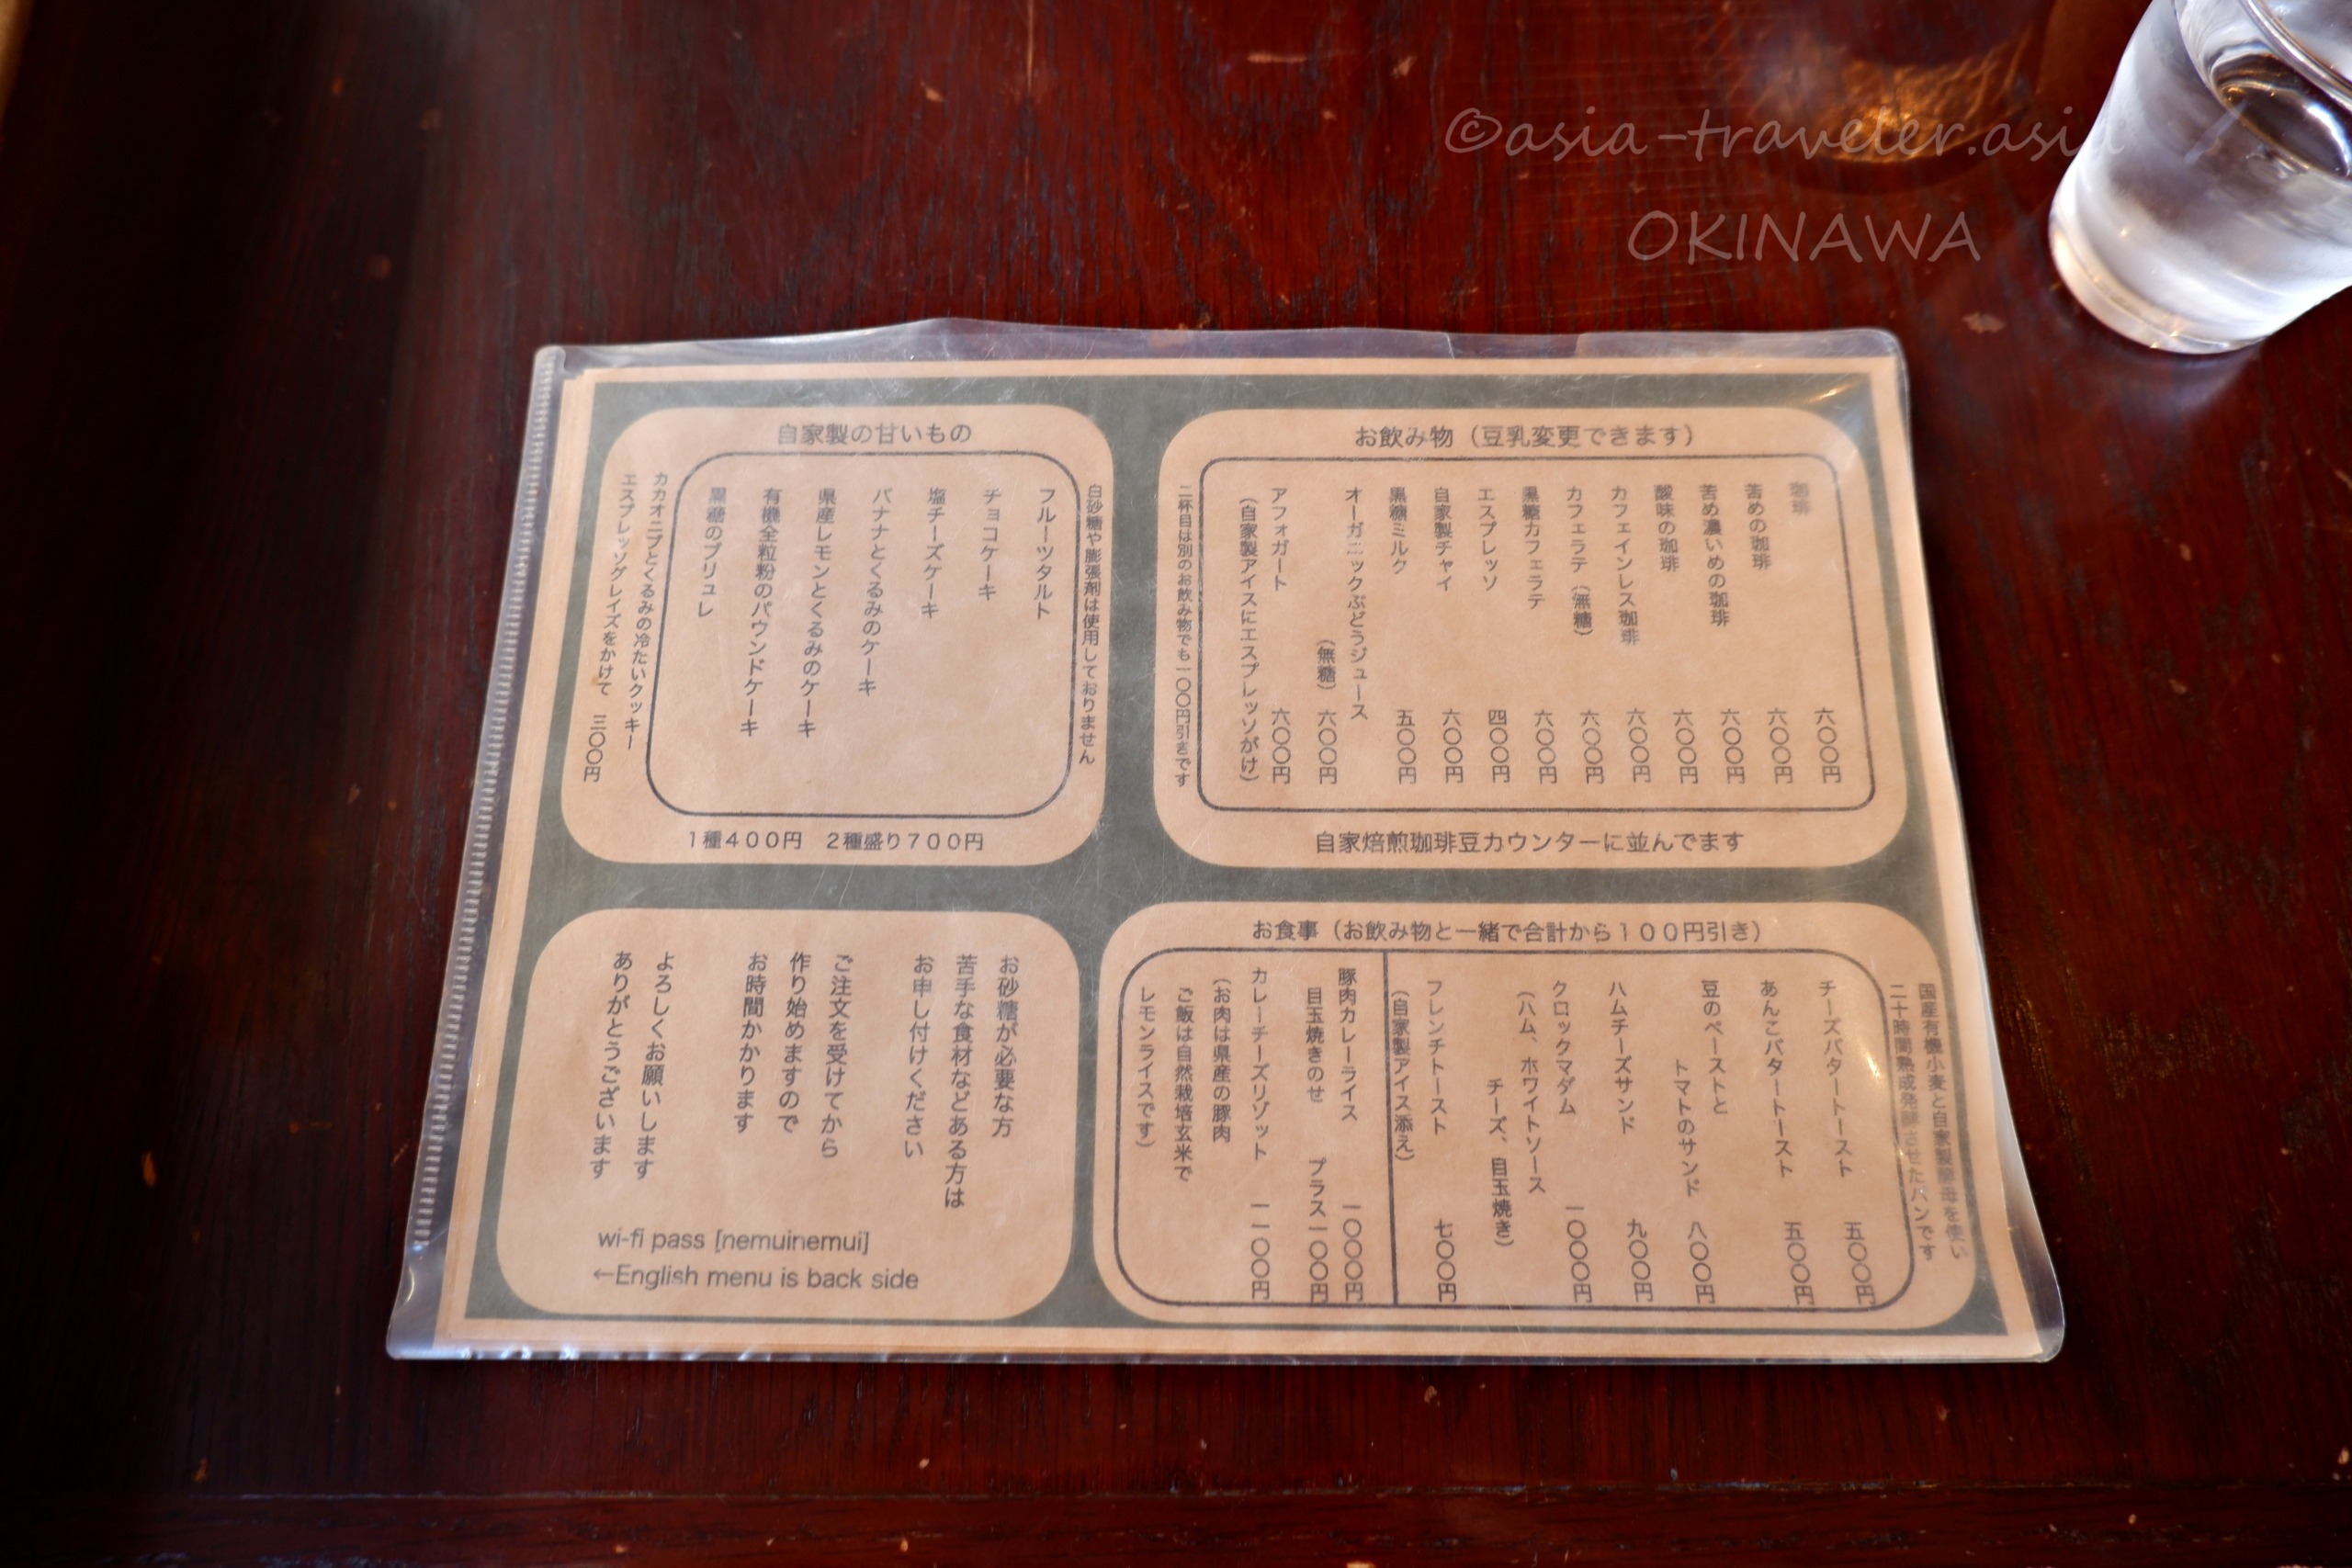 ©asia-traveler.asia
OKINAWA
お飲み物（豆乳変更できます）
珈琲 六〇〇円
苦めの珈琲 六〇〇円
苦め濃いめの珈琲 六〇〇円
酸味の珈琲 六〇〇円
カフェインレス珈琲 六〇〇円
カフェラテ（無糖） 六〇〇円
黒糖カフェラテ 六〇〇円
エスプレッソ 四〇〇円
自家製チャイ 六〇〇円
黒糖ミルク 五〇〇円
オーガニックぶどうジュース
（無糖） 六〇〇円
アフォガート 六〇〇円
（自家製アイスにエスプレッソがけ）
二杯目は別のお飲み物でも一〇〇円引きです
自家焙煎珈琲豆カウンターに並んでます
自家製の甘いもの
白砂糖や膨張剤は使用しておりません
フルーツタルト
チョコケーキ
塩チーズケーキ
バナナとくるみのケーキ
県産レモンとくるみのケーキ
有機全粒粉のパウンドケーキ
黒糖のブリュレ
カカオニブとくるみの冷たいクッキー
エスプレッソグレイズをかけて 三〇〇円
1種400円 2種盛り700円
お食事（お飲み物と一緒で合計から100円引き）
国産有機小麦と自家製酵母を使い
二十時間熟成発酵させたパンです
チーズバタートースト 五〇〇円
あんこバタートースト 五〇〇円
豆のペーストと
トマトのサンド 八〇〇円
ハムチーズサンド 九〇〇円
クロックマダム 一〇〇〇円
（ハム、ホワイトソース
チーズ、目玉焼き）
フレンチトースト 七〇〇円
（自家製アイス添え）
豚肉カレーライス 一〇〇〇円
目玉焼きのせ プラス一〇〇円
カレーチーズリゾット 一一〇〇円
（お肉は県産の豚肉
ご飯は自然栽培玄米で
レモンライスです）
お砂糖が必要な方
苦手な食材などある方は
お申し付けください
ご注文を受けてから
作り始めますので
お時間かかります
よろしくお願いします
ありがとうございます
wi-fi pass [nemuinemui]
←English menu is back side